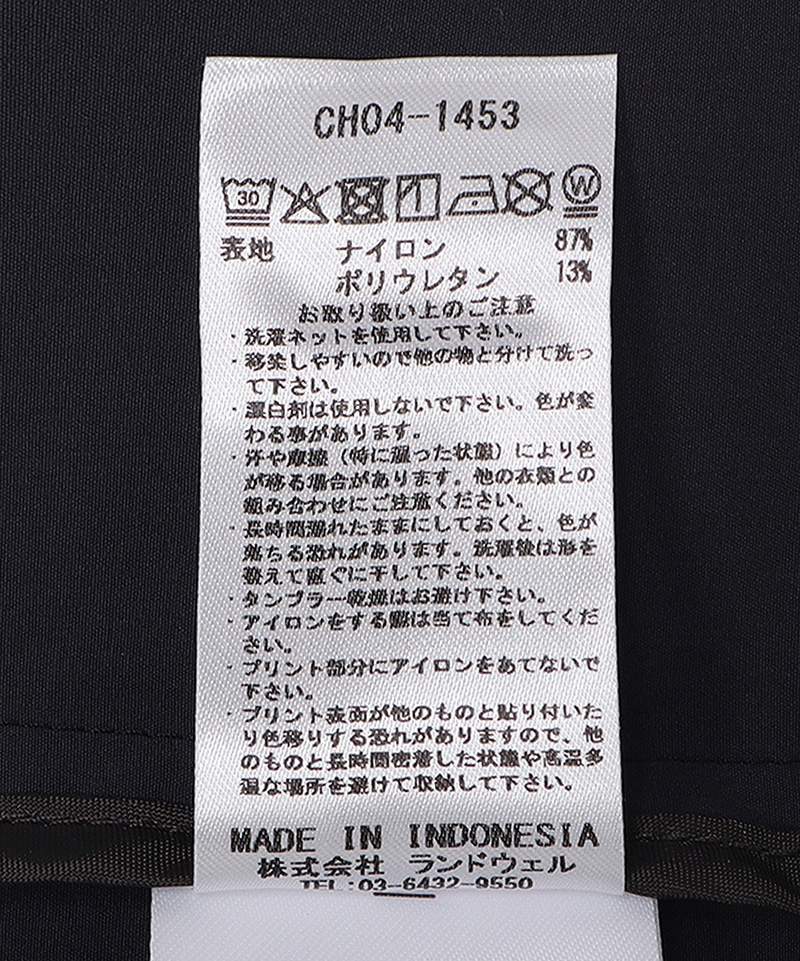 CH04-1453
30 W
表地 ナイロン 87%
ポリウレタン 13%
お取り扱い上のご注意
・洗濯ネットを使用して下さい。
・移染しやすいので他の物と分けて洗っ
て下さい。
・漂白剤は使用しないで下さい。色が変
わる事があります。
・汗や摩擦（特に湿った状態）により色
が移る場合があります。他の衣類との
組み合わせにご注意ください。
・長時間濡れたままにしておくと、色が
落ちる恐れがあります。洗濯後は形を
整えて直ぐに干して下さい。
・タンブラー乾燥はお避け下さい。
・アイロンをする際は当て布をしてくだ
さい。
・プリント部分にアイロンをあてないで
下さい。
・プリント表面が他のものと貼り付いた
り色移りする恐れがありますので、他
のものと長時間密着した状態や高温多
湿な場所を避けて収納して下さい。
MADE IN INDONESIA
株式会社 ランドウェル
TEL:03-6432-9550